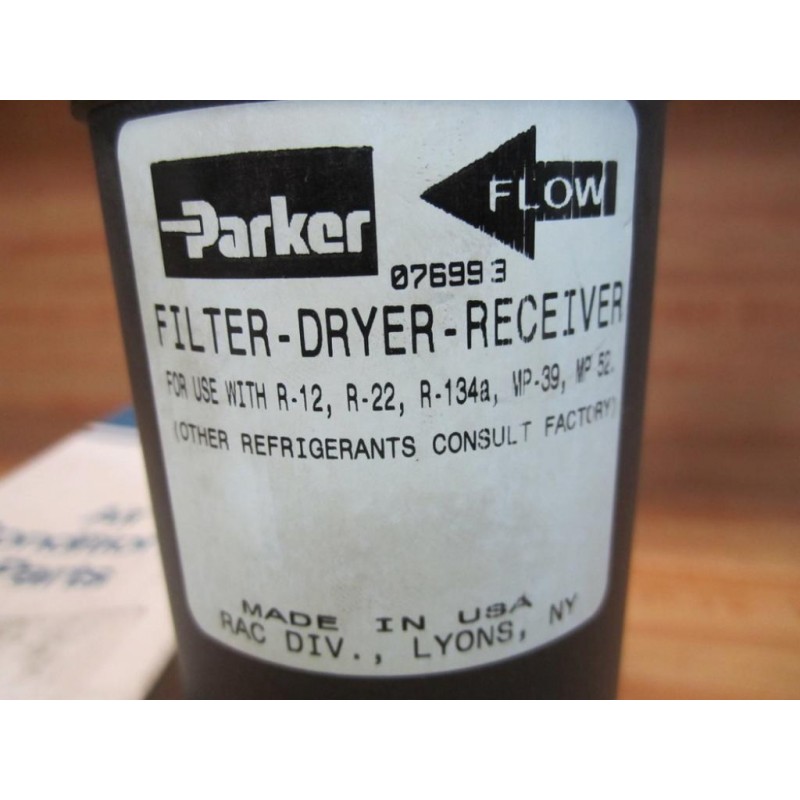 Parker
FLOW
076993
FILTER-DRYER-RECEIVER
FOR USE WITH R-12, R-22, R-134a, MP-39, MP 52.
(OTHER REFRIGERANTS CONSULT FACTORY)
MADE IN USA
RAC DIV., LYONS, NY
Parts